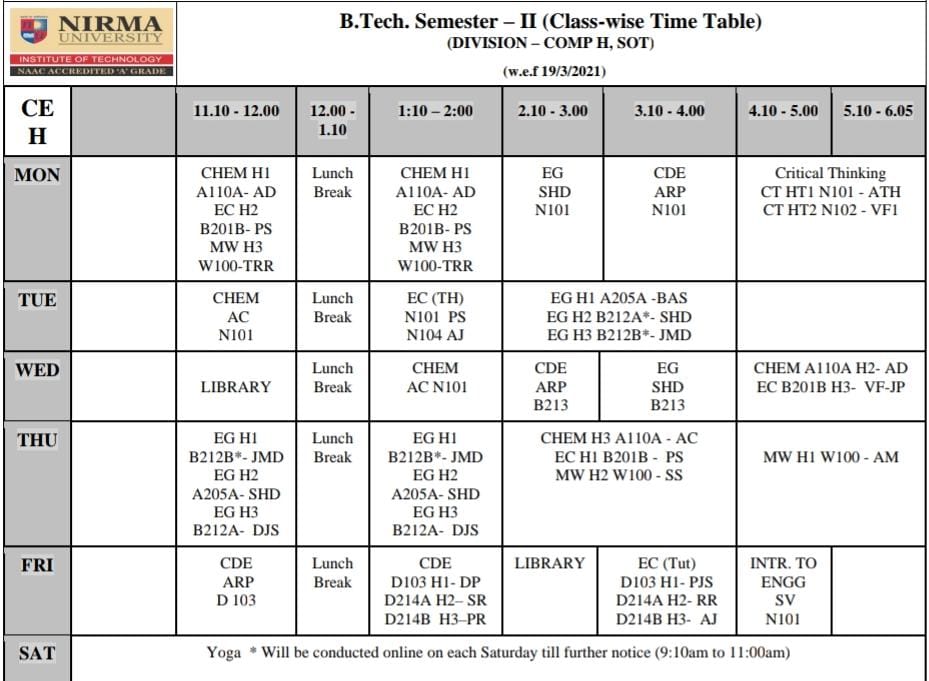 NIRMA
UNIVERSITY
INSTITUTE OF TECHNOLOGY
NAAC ACCREDITED 'A' GRADE
B.Tech. Semester – II (Class-wise Time Table)
(DIVISION – COMP H, SOT)
(w.e.f 19/3/2021)
CE
H
11.10 - 12.00
12.00 -
1.10
1:10 – 2:00
2.10 - 3.00
3.10 - 4.00
4.10 - 5.00
5.10 - 6.05
MON
CHEM H1
A110A- AD
EC H2
B201B- PS
MW H3
W100-TRR
Lunch
Break
CHEM H1
A110A- AD
EC H2
B201B- PS
MW H3
W100-TRR
EG
SHD
N101
CDE
ARP
N101
Critical Thinking
CT HT1 N101 - ATH
CT HT2 N102 - VF1
TUE
CHEM
AC
N101
Lunch
Break
EC (TH)
N101 PS
N104 AJ
EG H1 A205A -BAS
EG H2 B212A*- SHD
EG H3 B212B*- JMD
WED
LIBRARY
Lunch
Break
CHEM
AC N101
CDE
ARP
B213
EG
SHD
B213
CHEM A110A H2- AD
EC B201B H3- VF-JP
THU
EG H1
B212B*- JMD
EG H2
A205A- SHD
EG H3
B212A- DJS
Lunch
Break
EG H1
B212B*- JMD
EG H2
A205A- SHD
EG H3
B212A- DJS
CHEM H3 A110A - AC
EC H1 B201B - PS
MW H2 W100 - SS
MW H1 W100 - AM
FRI
CDE
ARP
D 103
Lunch
Break
CDE
D103 H1- DP
D214A H2– SR
D214B H3–PR
LIBRARY
EC (Tut)
D103 H1- PJS
D214A H2- RR
D214B H3- AJ
INTR. TO
ENGG
SV
N101
SAT
Yoga * Will be conducted online on each Saturday till further notice (9:10am to 11:00am)